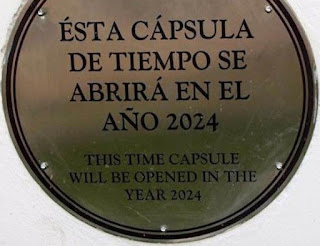 ÉSTA CÁPSULA
DE TIEMPO SE
ABRIRÁ EN EL
AÑO 2024
THIS TIME CAPSULE
WILL BE OPENED IN THE
YEAR 2024